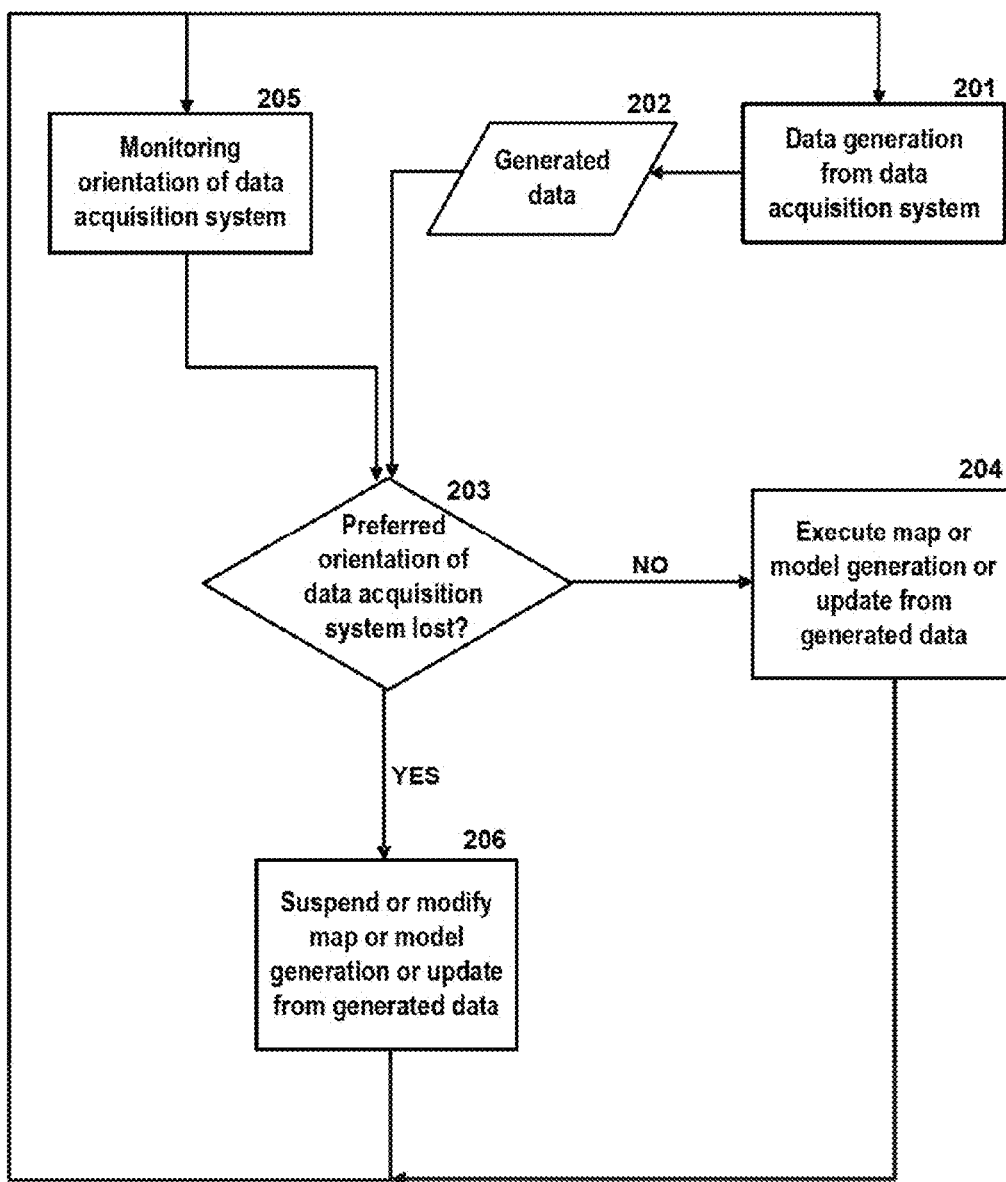 205
Monitoring
orientation of data
acquisition system
202
Generated
data
201
Data generation
from data
acquisition system
203
Preferred
orientation of
data acquisition
system lost?
NO
204
Execute map or
model generation or
update from
generated data
YES
206
Suspend or modify
map or model
generation or update
from generated data